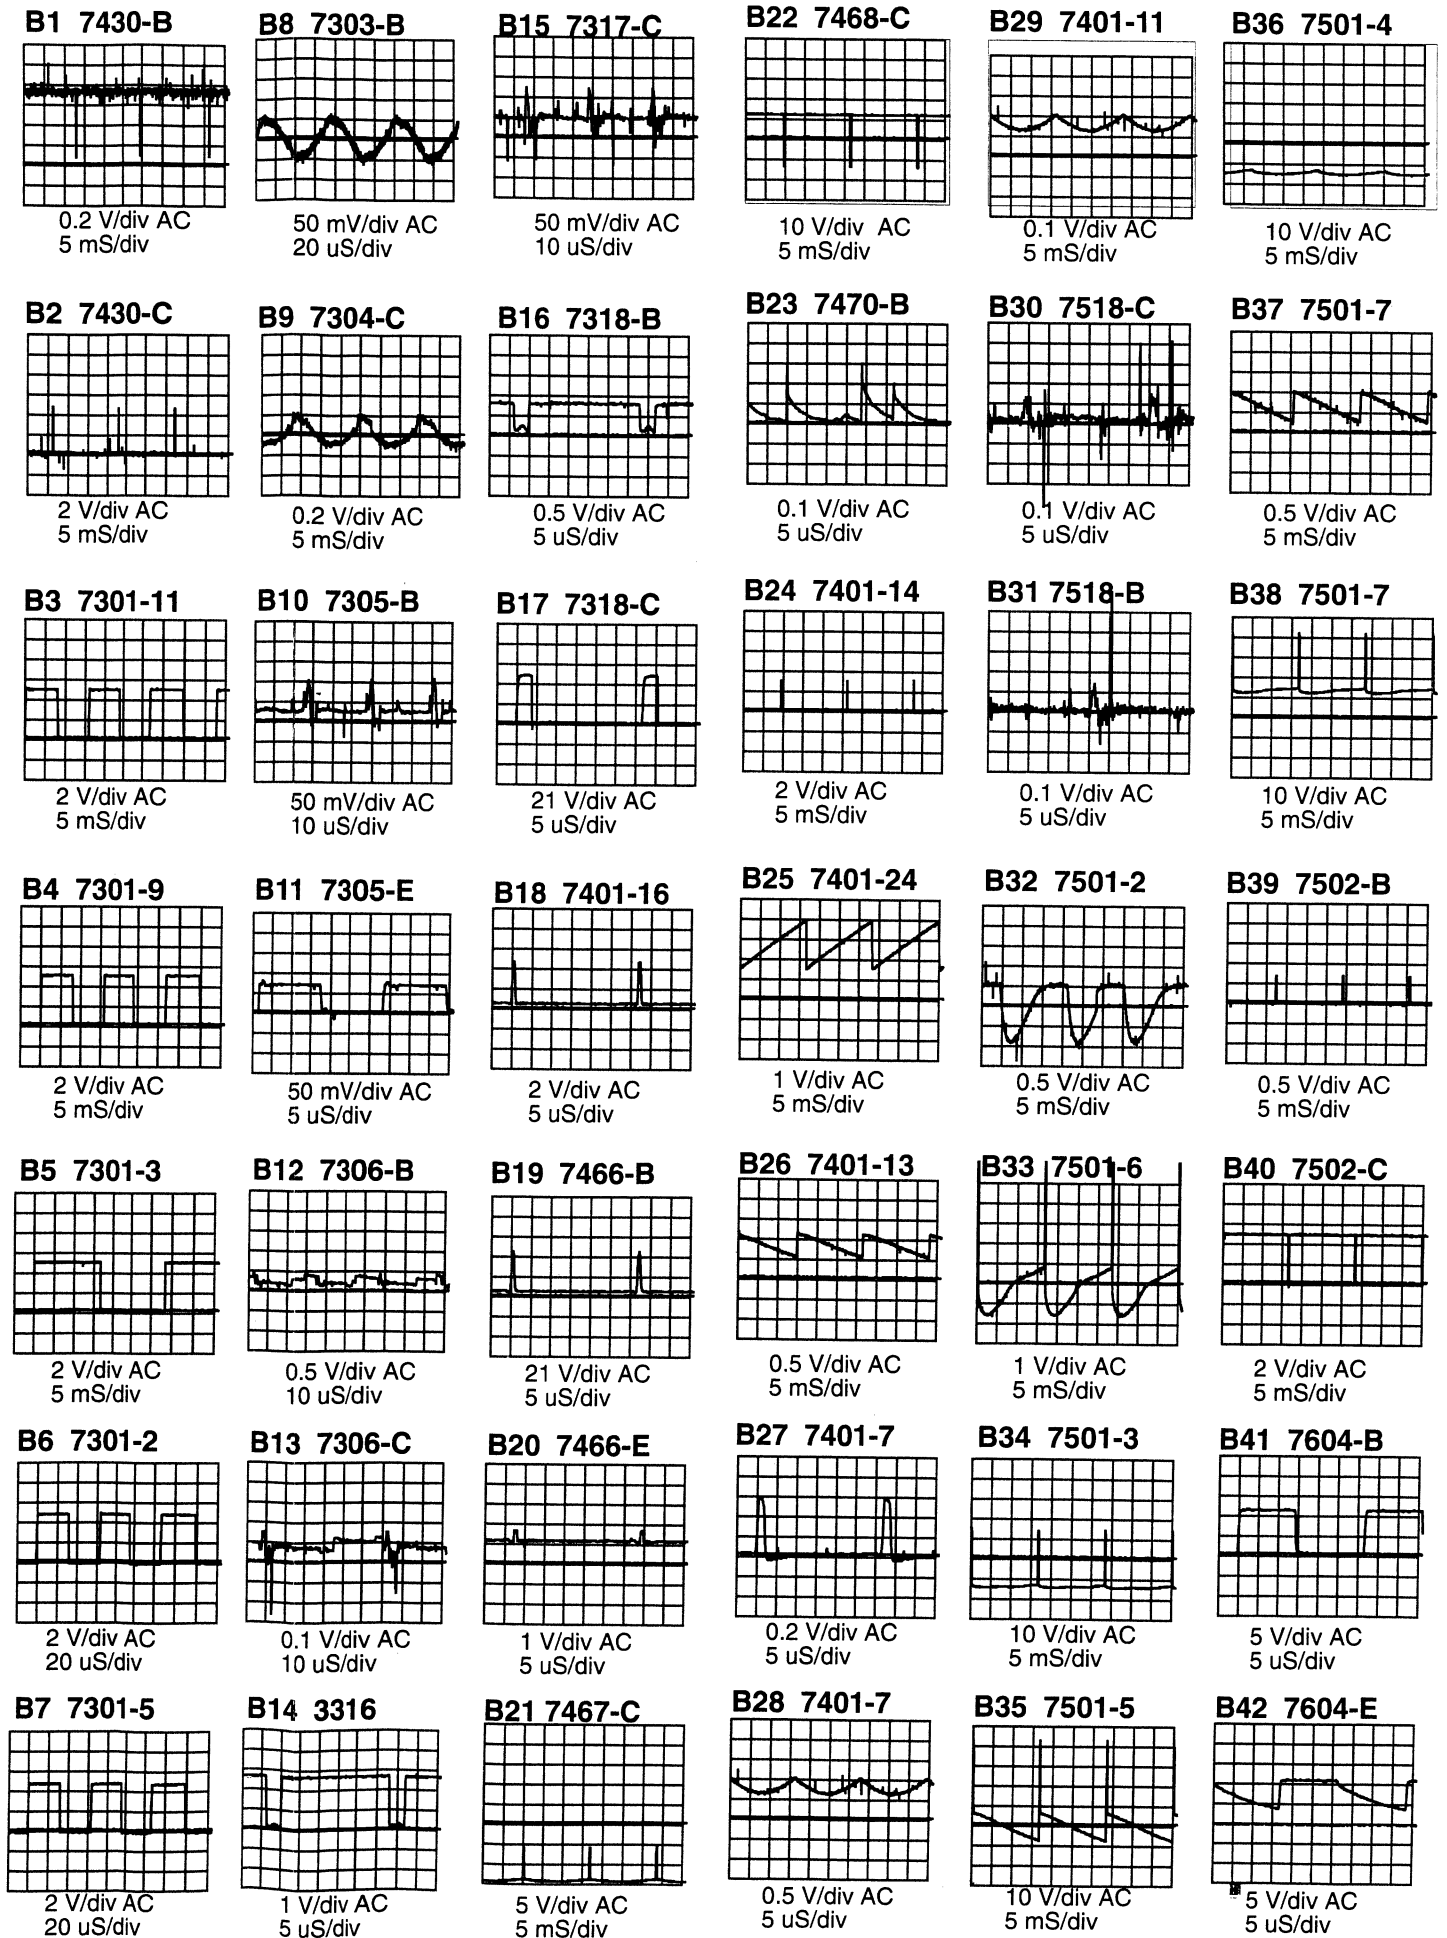 B1 7430-B
0.2 V/div AC
5 mS/div
B2 7430-C
2 V/div AC
5 mS/div
B3 7301-11
2 V/div AC
5 mS/div
B4 7301-9
2 V/div AC
5 mS/div
B5 7301-3
2 V/div AC
5 mS/div
B6 7301-2
2 V/div AC
20 uS/div
B7 7301-5
2 V/div AC
20 uS/div
B8 7303-B
50 mV/div AC
20 uS/div
B9 7304-C
0.2 V/div AC
5 mS/div
B10 7305-B
50 mV/div AC
10 uS/div
B11 7305-E
50 mV/div AC
5 uS/div
B12 7306-B
0.5 V/div AC
10 uS/div
B13 7306-C
0.1 V/div AC
10 uS/div
B14 3316
1 V/div AC
5 uS/div
B15 7317-C
50 mV/div AC
10 uS/div
B16 7318-B
0.5 V/div AC
5 uS/div
B17 7318-C
21 V/div AC
5 uS/div
B18 7401-16
2 V/div AC
5 uS/div
B19 7466-B
21 V/div AC
5 uS/div
B20 7466-E
1 V/div AC
5 uS/div
B21 7467-C
5 V/div AC
5 mS/div
B22 7468-C
10 V/div AC
5 mS/div
B23 7470-B
0.1 V/div AC
5 uS/div
B24 7401-14
2 V/div AC
5 mS/div
B25 7401-24
1 V/div AC
5 mS/div
B26 7401-13
0.5 V/div AC
5 mS/div
B27 7401-7
0.2 V/div AC
5 uS/div
B28 7401-7
0.5 V/div AC
5 uS/div
B29 7401-11
0.1 V/div AC
5 mS/div
B30 7518-C
0.1 V/div AC
5 uS/div
B31 7518-B
0.1 V/div AC
5 uS/div
B32 7501-2
0.5 V/div AC
5 mS/div
B33 7501-6
1 V/div AC
5 mS/div
B34 7501-3
10 V/div AC
5 mS/div
B35 7501-5
10 V/div AC
5 mS/div
B36 7501-4
10 V/div AC
5 mS/div
B37 7501-7
0.5 V/div AC
5 mS/div
B38 7501-7
10 V/div AC
5 mS/div
B39 7502-B
0.5 V/div AC
5 mS/div
B40 7502-C
2 V/div AC
5 mS/div
B41 7604-B
5 V/div AC
5 uS/div
B42 7604-E
5 V/div AC
5 uS/div